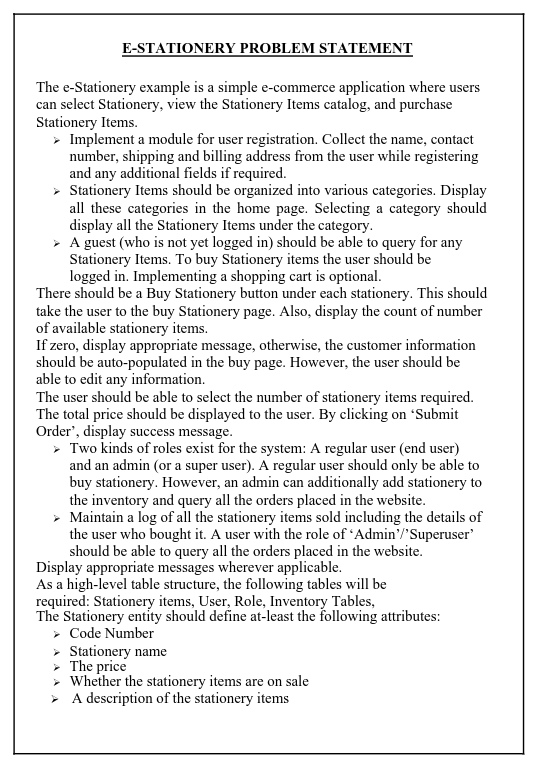 E-STATIONERY PROBLEM STATEMENT
The e-Stationery example is a simple e-commerce application where users
can select Stationery, view the Stationery Items catalog, and purchase
Stationery Items.
➢ Implement a module for user registration. Collect the name, contact
number, shipping and billing address from the user while registering
and any additional fields if required.
➢ Stationery Items should be organized into various categories. Display
all these categories in the home page. Selecting a category should
display all the Stationery Items under the category.
➢ A guest (who is not yet logged in) should be able to query for any
Stationery Items. To buy Stationery items the user should be
logged in. Implementing a shopping cart is optional.
There should be a Buy Stationery button under each stationery. This should
take the user to the buy Stationery page. Also, display the count of number
of available stationery items.
If zero, display appropriate message, otherwise, the customer information
should be auto-populated in the buy page. However, the user should be
able to edit any information.
The user should be able to select the number of stationery items required.
The total price should be displayed to the user. By clicking on ‘Submit
Order’, display success message.
➢ Two kinds of roles exist for the system: A regular user (end user)
and an admin (or a super user). A regular user should only be able to
buy stationery. However, an admin can additionally add stationery to
the inventory and query all the orders placed in the website.
➢ Maintain a log of all the stationery items sold including the details of
the user who bought it. A user with the role of ‘Admin’/’Superuser’
should be able to query all the orders placed in the website.
Display appropriate messages wherever applicable.
As a high-level table structure, the following tables will be
required: Stationery items, User, Role, Inventory Tables,
The Stationery entity should define at-least the following attributes:
➢ Code Number
➢ Stationery name
➢ The price
➢ Whether the stationery items are on sale
➢ A description of the stationery items